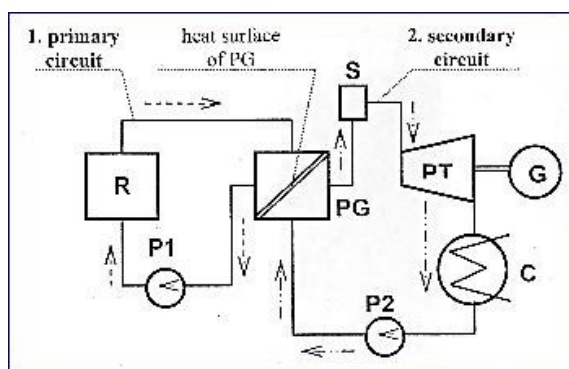 1. primary
circuit
heat surface
of PG
2. secondary
circuit
S
R
PG
PT
G
P1
P2
C